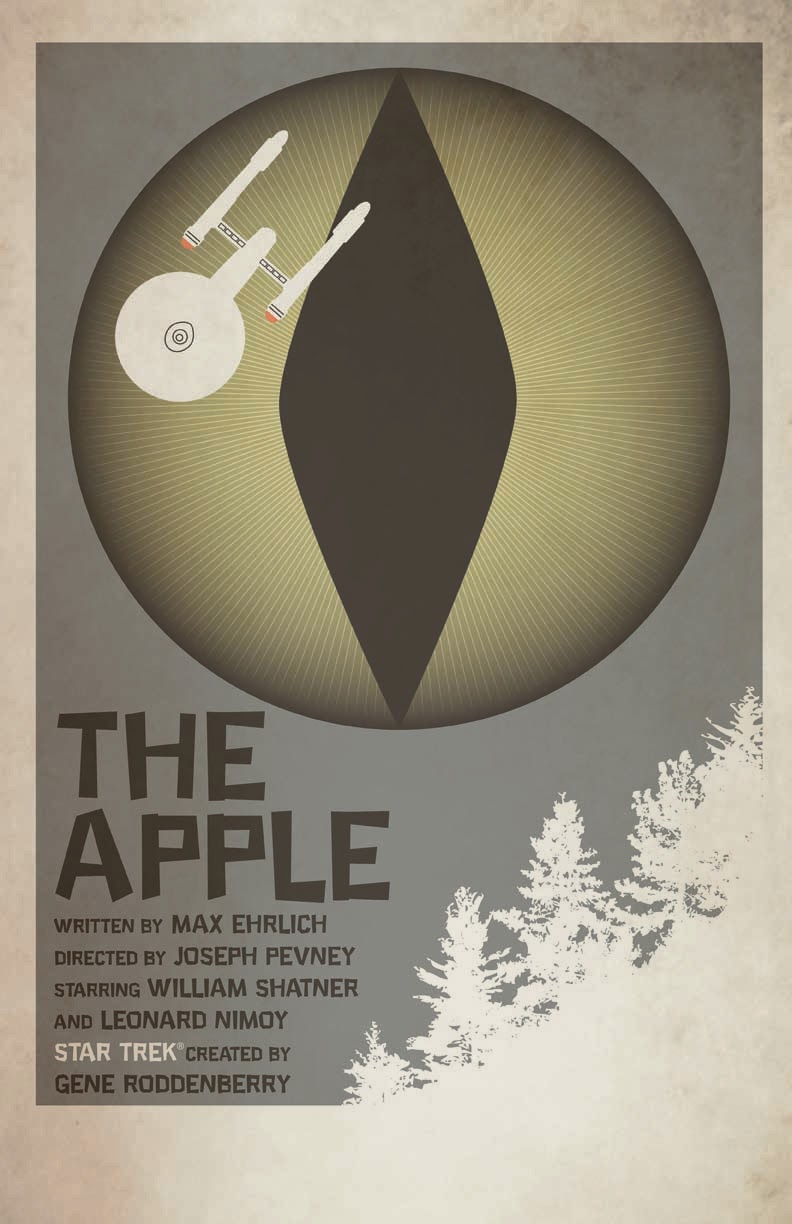 THE
APPLE
WRITTEN BY MAX EHRLICH
DIRECTED BY JOSEPH PEVNEY
STARRING WILLIAM SHATNER
AND LEONARD NIMOY
STAR TREK® CREATED BY
GENE RODDENBERRY